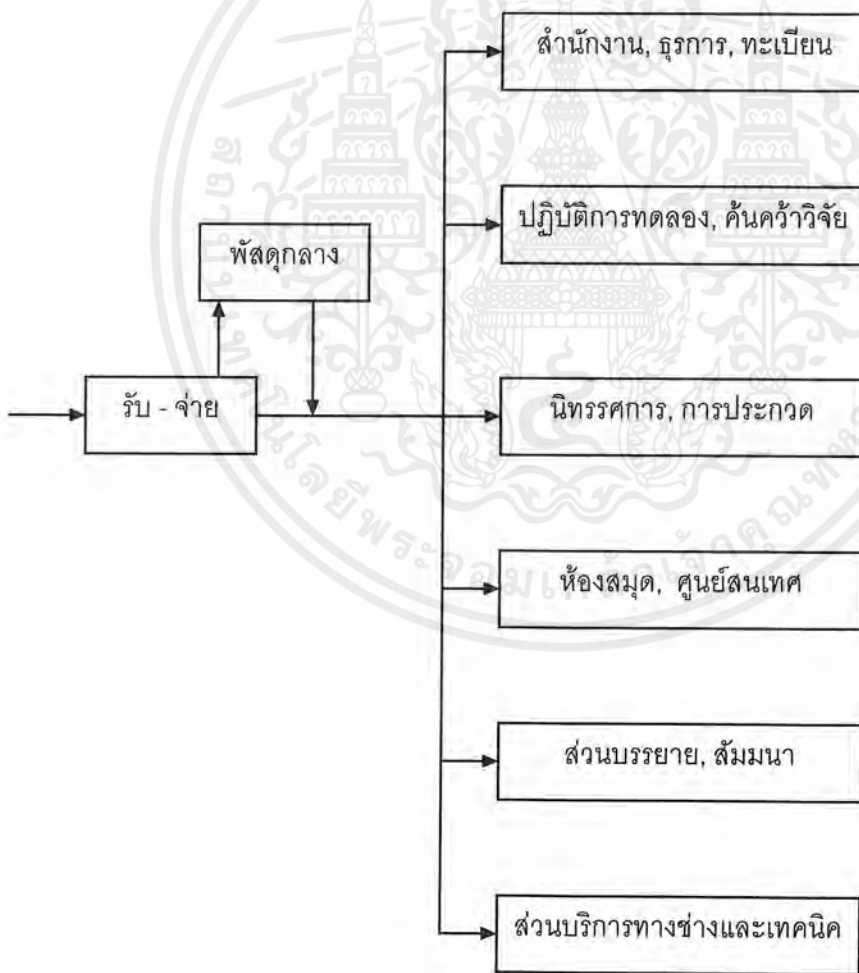 สำนักงาน, ธุรการ, ทะเบียน
ปฏิบัติการทดลอง, ค้นคว้าวิจัย
พัสดุกลาง
รับ - จ่าย
นิทรรศการ, การประกวด
ห้องสมุด, ศูนย์สนเทศ
ส่วนบรรยาย, สัมมนา
ส่วนบริการทางช่างและเทคนิค